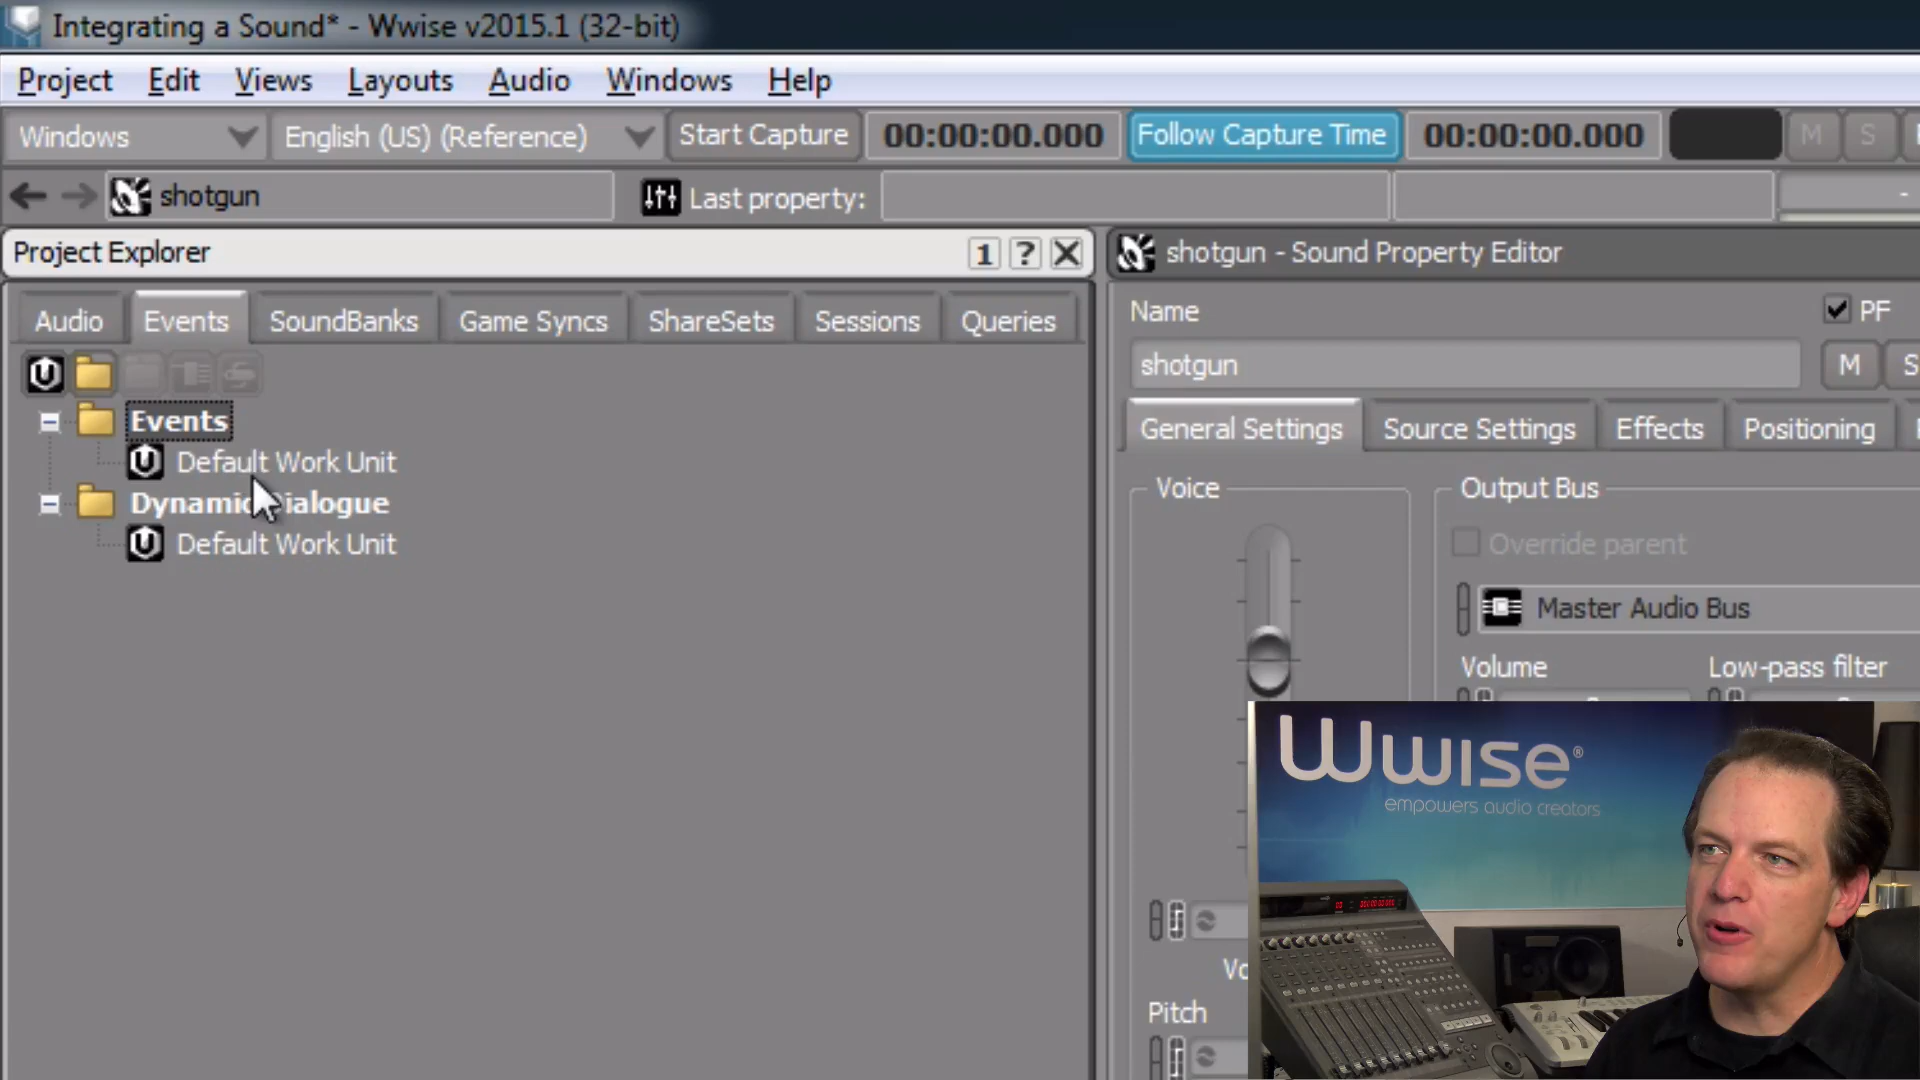 Integrating a Sound* - Wwise v2015.1 (32-bit)
Project Edit Views Layouts Audio Windows Help
Windows English (US) (Reference) Start Capture 00:00:00.000 Follow Capture Time 00:00:00.000 M S
shotgun Last property: -
Project Explorer 1 ? X
shotgun - Sound Property Editor
Audio Events SoundBanks Game Syncs ShareSets Sessions Queries
Name PF
shotgun M S
Events
Default Work Unit
Dynamic Dialogue
Default Work Unit
General Settings Source Settings Effects Positioning
Voice
Output Bus
Override parent
Master Audio Bus
Volume Low-pass filter
Pitch
Wwise®
empowers audio creators